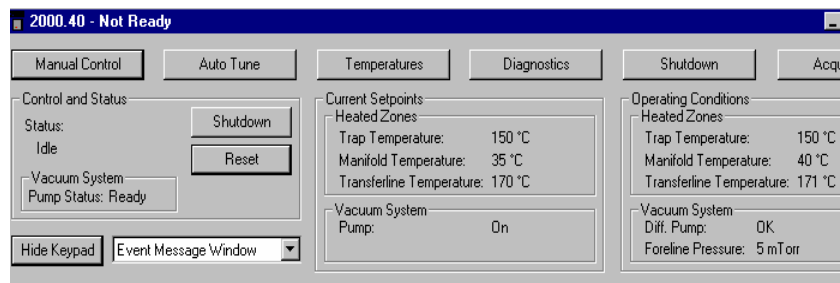 2000.40 - Not Ready
Manual Control Auto Tune Temperatures Diagnostics Shutdown Acqu
Control and Status
Status:
Idle
Shutdown
Reset
Vacuum System
Pump Status: Ready
Hide Keypad Event Message Window
Current Setpoints
Heated Zones
Trap Temperature: 150 °C
Manifold Temperature: 35 °C
Transferline Temperature: 170 °C
Vacuum System
Pump: On
Operating Conditions
Heated Zones
Trap Temperature: 150 °C
Manifold Temperature: 40 °C
Transferline Temperature: 171 °C
Vacuum System
Diff. Pump: OK
Foreline Pressure: 5 mTorr